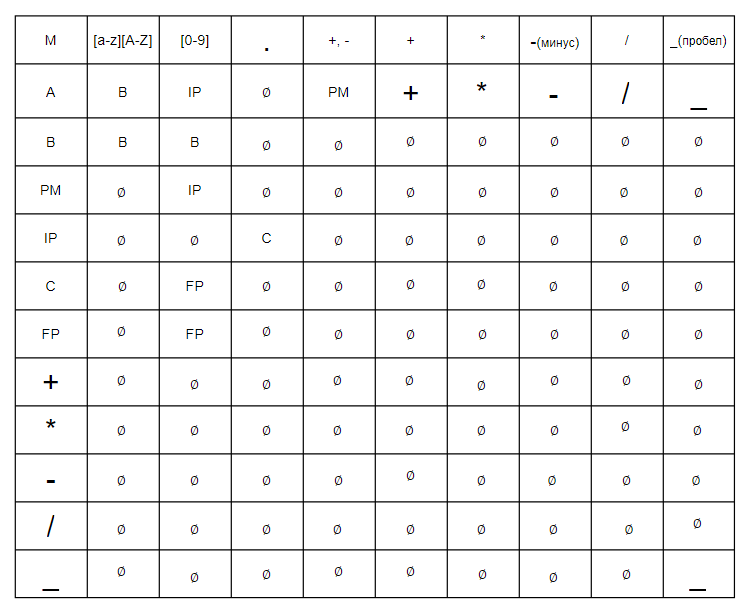 M [a-z][A-Z] [0-9] . +, - + * -(минус) / _(пробел)
A B IP Ø PM + * - / _
B B B Ø Ø Ø Ø Ø Ø Ø
PM Ø IP Ø Ø Ø Ø Ø Ø Ø
IP Ø Ø C Ø Ø Ø Ø Ø Ø
C Ø FP Ø Ø Ø Ø Ø Ø Ø
FP Ø FP Ø Ø Ø Ø Ø Ø Ø
+ Ø Ø Ø Ø Ø Ø Ø Ø Ø
* Ø Ø Ø Ø Ø Ø Ø Ø Ø
- Ø Ø Ø Ø Ø Ø Ø Ø Ø
/ Ø Ø Ø Ø Ø Ø Ø Ø Ø
_ Ø Ø Ø Ø Ø Ø Ø Ø _